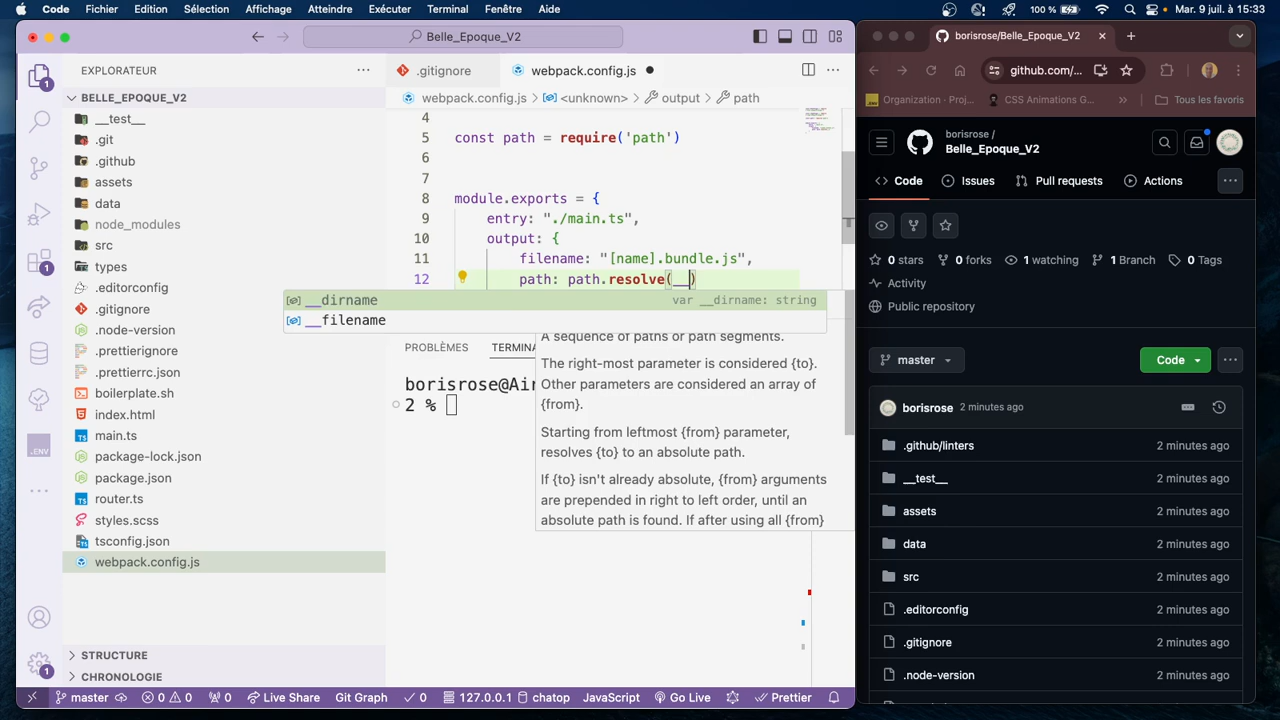 Code Fichier Edition Sélection Affichage Atteindre Exécuter Terminal Fenêtre Aide 100 % Mar. 9 juil. à 15:33
Belle_Epoque_V2
EXPLORATEUR
BELLE_EPOQUE_V2
__test__
.git
.github
assets
data
node_modules
src
types
.editorconfig
.gitignore
.node-version
.prettierignore
.prettierrc.json
boilerplate.sh
index.html
main.ts
package-lock.json
package.json
router.ts
styles.scss
tsconfig.json
webpack.config.js
STRUCTURE
CHRONOLOGIE
1
1
.ENV
1
.gitignore
webpack.config.js
webpack.config.js > <unknown> > output > path
4
5 const path = require('path')
6
7
8 module.exports = {
9 entry: "./main.ts",
10 output: {
11 filename: "[name].bundle.js",
12 path: path.resolve(__)
__dirname var __dirname: string
__filename
A sequence of paths or path segments.
The right-most parameter is considered {to}.
Other parameters are considered an array of
{from}.
Starting from leftmost {from} parameter,
resolves {to} to an absolute path.
If {to} isn't already absolute, {from} arguments
are prepended in right to left order, until an
absolute path is found. If after using all {from}
PROBLÈMES TERMINA
borisrose@Air
2 %
master 0 0 0 Live Share Git Graph 0 127.0.0.1 chatop JavaScript Go Live Prettier
borisrose/Belle_Epoque_V2
github.com/...
.ENV Organization · Proj... CSS Animations G... Tous les favoris
borisrose /
Belle_Epoque_V2
Code Issues Pull requests Actions
0 stars 0 forks 1 watching 1 Branch 0 Tags
Activity
Public repository
master Code
borisrose 2 minutes ago
.github/linters 2 minutes ago
__test__ 2 minutes ago
assets 2 minutes ago
data 2 minutes ago
src 2 minutes ago
.editorconfig 2 minutes ago
.gitignore 2 minutes ago
.node-version 2 minutes ago